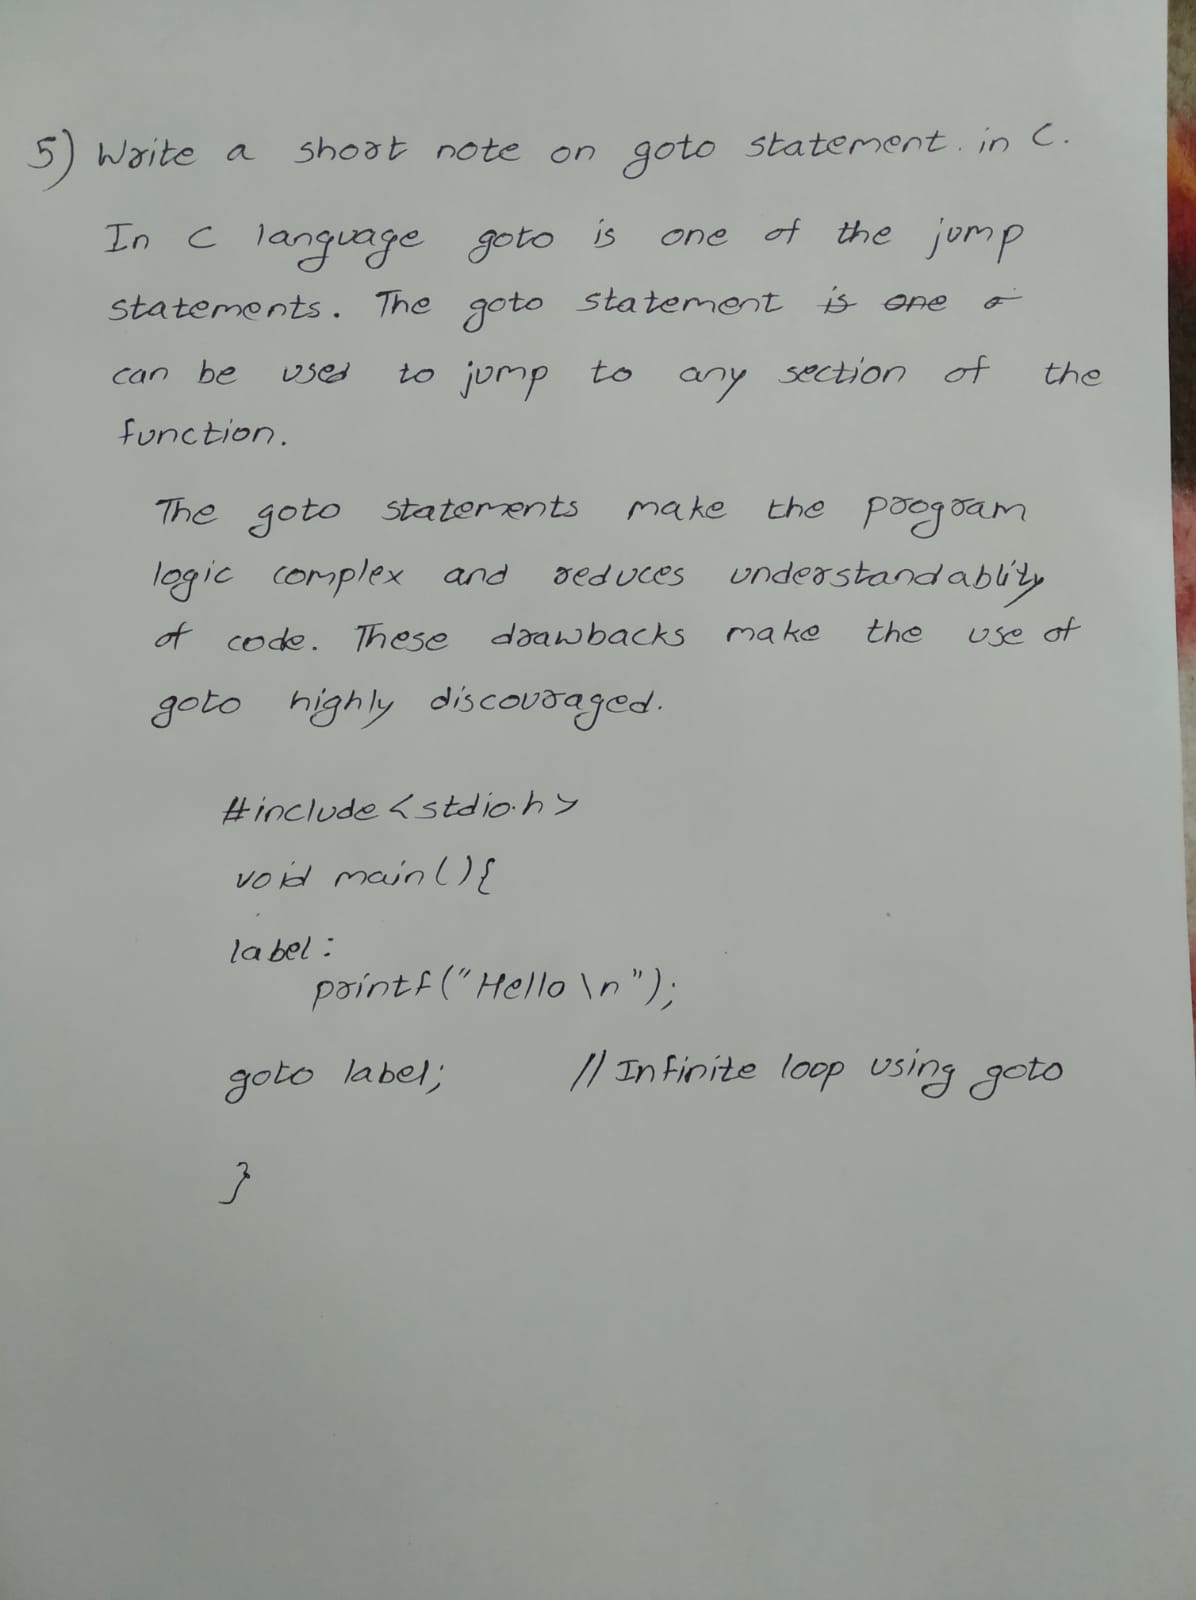 5) Write a short note on goto statement. in C.
In C language goto is one of the jump
statements. The goto statement is one o
can be used to jump to any section of the
function.
The goto statements make the program
logic complex and reduces understandablity
of code. These drawbacks make the use of
goto highly discouraged.
#include<stdio.h>
void main(){
label:
printf("Hello \n");
goto label; // Infinite loop using goto
}